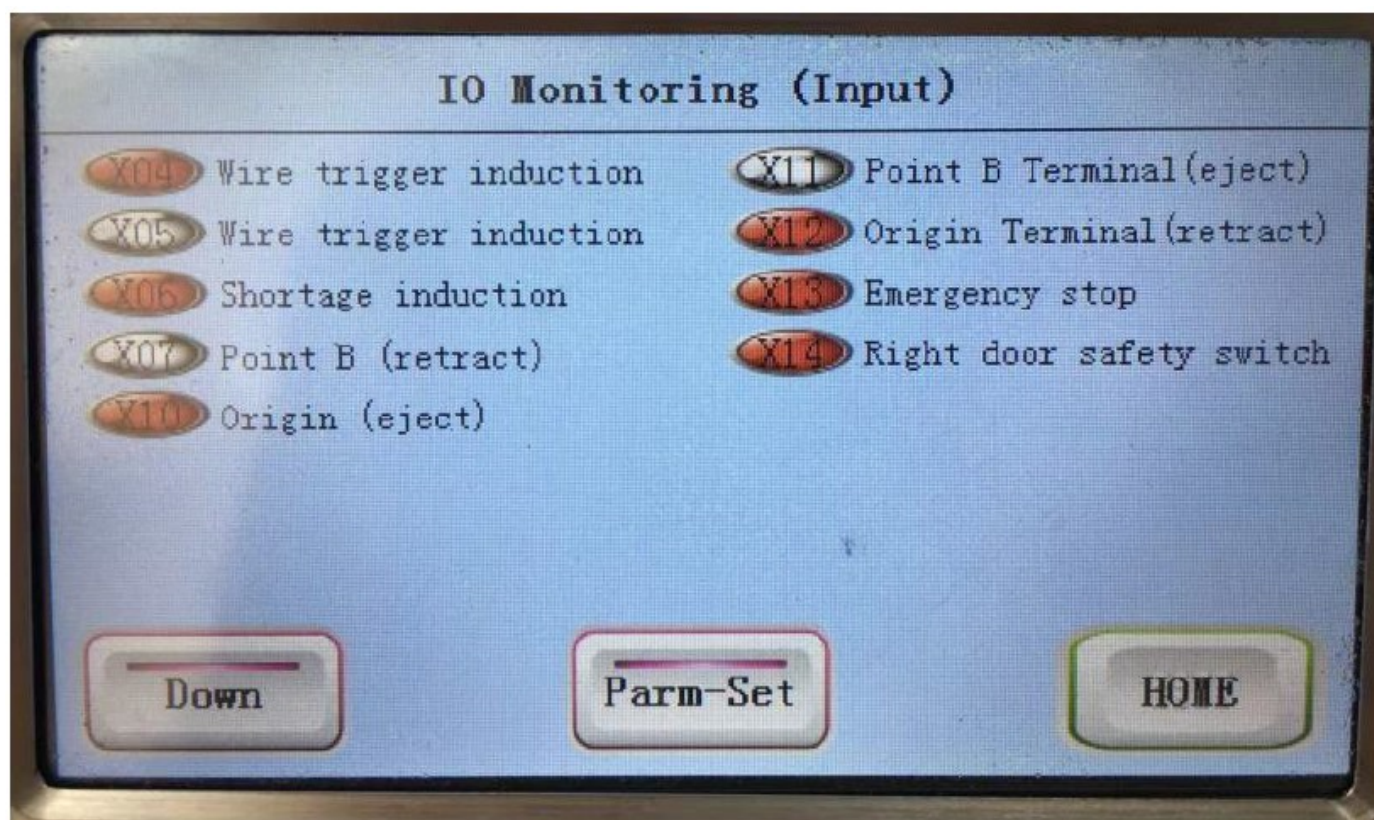 IO Monitoring (Input)
X04 Wire trigger induction
X05 Wire trigger induction
X06 Shortage induction
X07 Point B (retract)
X10 Origin (eject)
X11 Point B Terminal(eject)
X12 Origin Terminal(retract)
X13 Emergency stop
X14 Right door safety switch
Down
Parm-Set
HOME